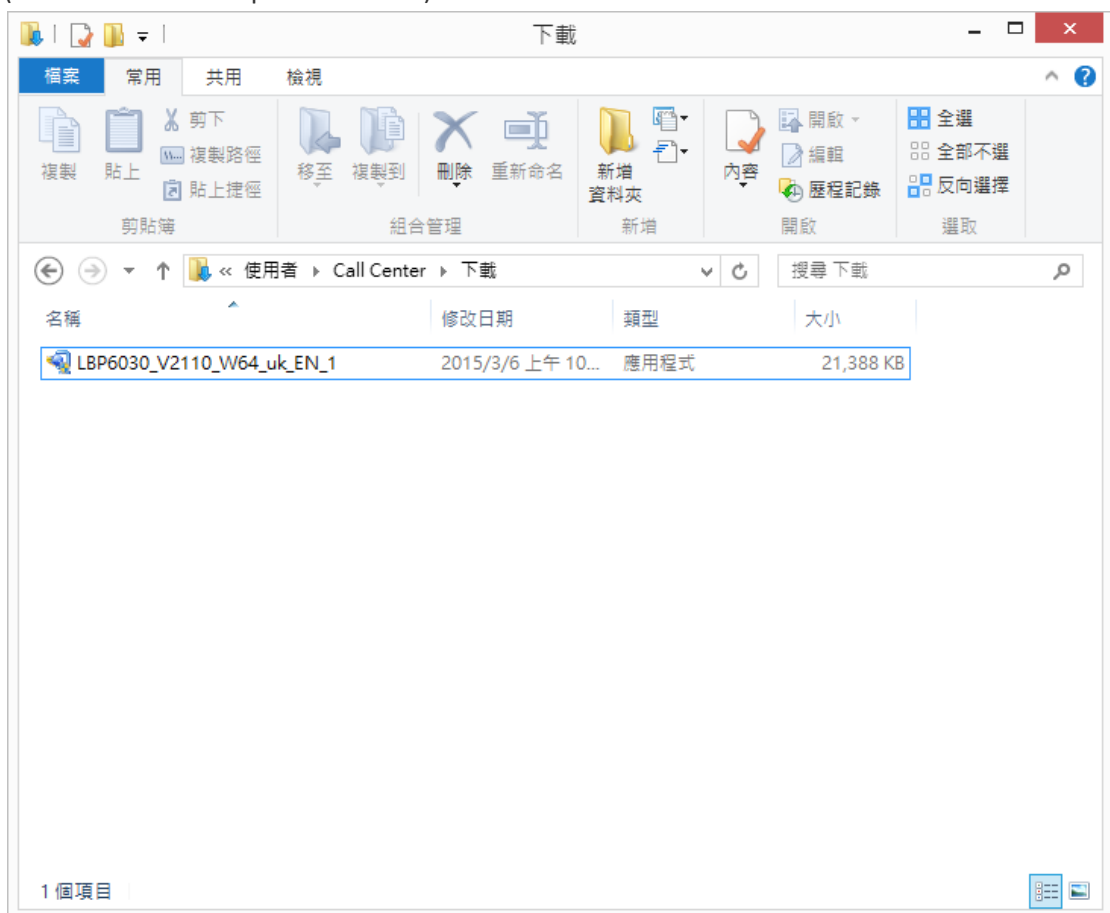 下載
檔案 常用 共用 檢視
複製
貼上
剪下
複製路徑
貼上捷徑
剪貼簿
移至
複製到
刪除
重新命名
組合管理
新增
資料夾
新增
內容
開啟
編輯
歷程記錄
開啟
全選
全部不選
反向選擇
選取
« 使用者 Call Center 下載
搜尋 下載
名稱 修改日期 類型 大小
LBP6030_V2110_W64_uk_EN_1 2015/3/6 上午 10... 應用程式 21,388 KB
1 個項目